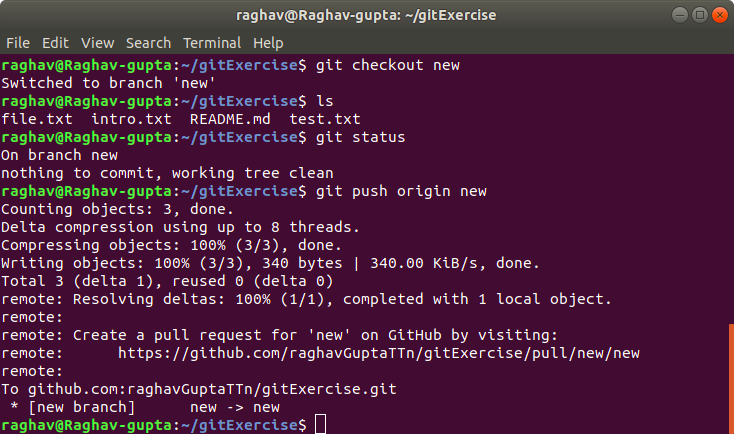 raghav@Raghav-gupta: ~/gitExercise
File Edit View Search Terminal Help
raghav@Raghav-gupta:~/gitExercise$ git checkout new
Switched to branch 'new'
raghav@Raghav-gupta:~/gitExercise$ ls
file.txt  intro.txt  README.md  test.txt
raghav@Raghav-gupta:~/gitExercise$ git status
On branch new
nothing to commit, working tree clean
raghav@Raghav-gupta:~/gitExercise$ git push origin new
Counting objects: 3, done.
Delta compression using up to 8 threads.
Compressing objects: 100% (3/3), done.
Writing objects: 100% (3/3), 340 bytes | 340.00 KiB/s, done.
Total 3 (delta 1), reused 0 (delta 0)
remote: Resolving deltas: 100% (1/1), completed with 1 local object.
remote:
remote: Create a pull request for 'new' on GitHub by visiting:
remote:      https://github.com/raghavGuptaTTn/gitExercise/pull/new/new
remote:
To github.com:raghavGuptaTTn/gitExercise.git
 * [new branch]      new -> new
raghav@Raghav-gupta:~/gitExercise$